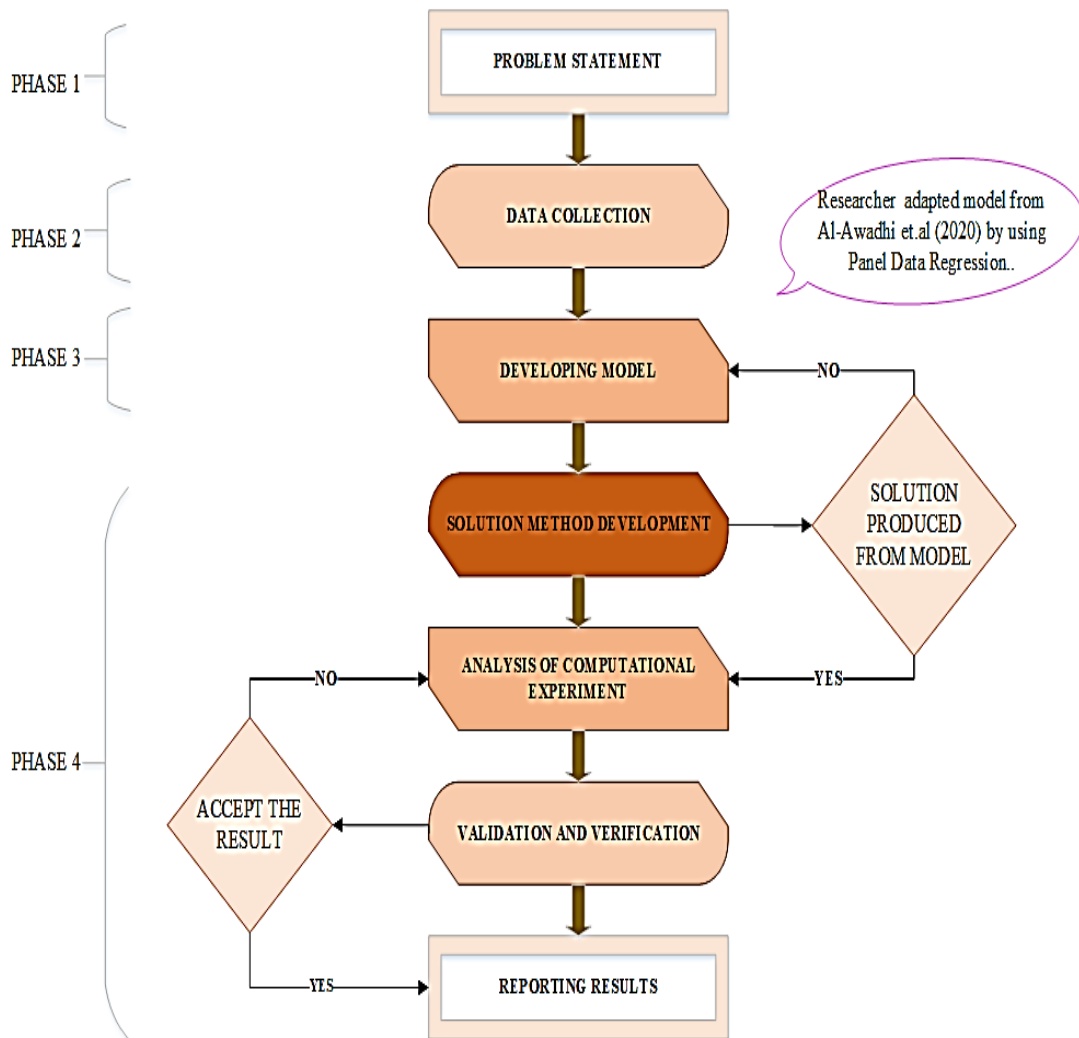 PROBLEM STATEMENT
PHASE 1
DATA COLLECTION
PHASE 2
Researcher adapted model from
Al-Awadhi et.al (2020) by using
Panel Data Regression..
PHASE 3
DEVELOPING MODEL
NO
SOLUTION METHOD DEVELOPMENT
SOLUTION
PRODUCED
FROM MODEL
ANALYSIS OF COMPUTATIONAL
EXPERIMENT
NO
YES
PHASE 4
ACCEPT THE
RESULT
VALIDATION AND VERIFICATION
YES
REPORTING RESULTS